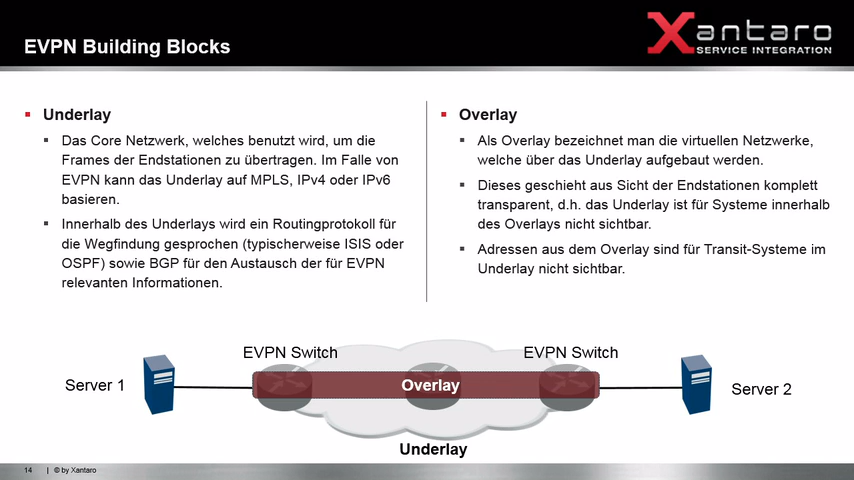 EVPN Building Blocks
Xantaro
SERVICE INTEGRATION
Underlay
Das Core Netzwerk, welches benutzt wird, um die
Frames der Endstationen zu übertragen. Im Falle von
EVPN kann das Underlay auf MPLS, IPv4 oder IPv6
basieren.
Innerhalb des Underlays wird ein Routingprotokoll für
die Wegfindung gesprochen (typischerweise ISIS oder
OSPF) sowie BGP für den Austausch der für EVPN
relevanten Informationen.
Overlay
Als Overlay bezeichnet man die virtuellen Netzwerke,
welche über das Underlay aufgebaut werden.
Dieses geschieht aus Sicht der Endstationen komplett
transparent, d.h. das Underlay ist für Systeme innerhalb
des Overlays nicht sichtbar.
Adressen aus dem Overlay sind für Transit-Systeme im
Underlay nicht sichtbar.
EVPN Switch
EVPN Switch
Server 1
Overlay
Server 2
Underlay
14 | © by Xantaro